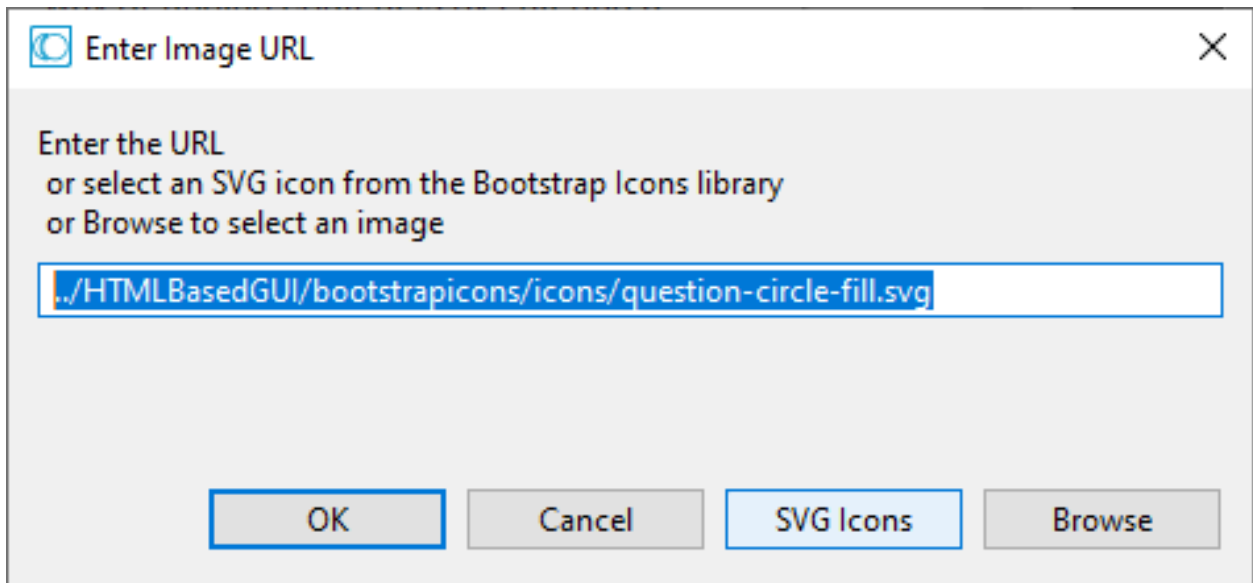 Enter Image URL
Enter the URL
or select an SVG icon from the Bootstrap Icons library
or Browse to select an image
../HTMLBasedGUI/bootstrapicons/icons/question-circle-fill.svg
OK Cancel SVG Icons Browse